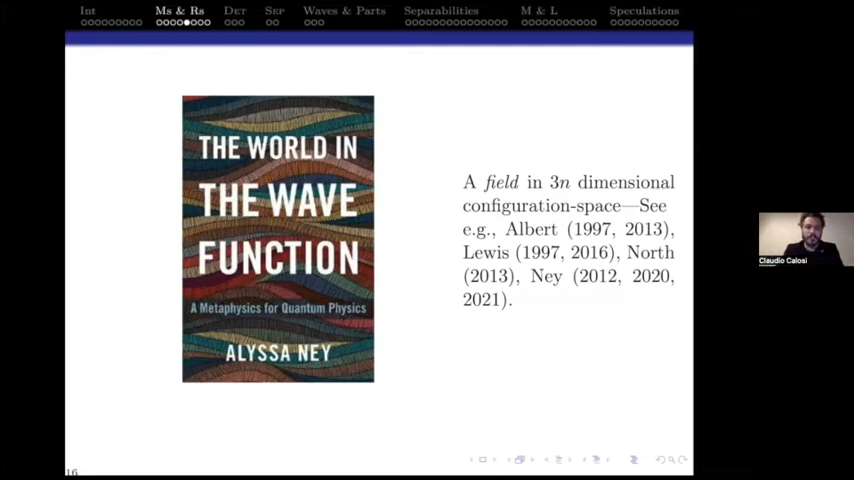 Int Ms & Rs Det Sep Waves & Parts Separabilities M & L Speculations
THE WORLD IN
THE WAVE
FUNCTION
A Metaphysics for Quantum Physics
ALYSSA NEY
A field in 3n dimensional
configuration-space—See
e.g., Albert (1997, 2013),
Lewis (1997, 2016), North
(2013), Ney (2012, 2020,
2021).
Claudio Calosi
16